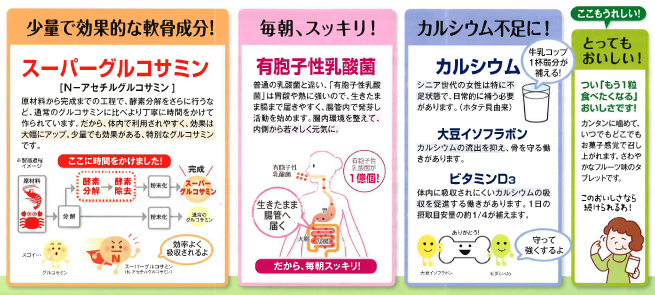 少量で効果的な軟骨成分!
スーパーグルコサミン
[N-アセチルグルコサミン]
原材料から完成までの工程で、酵素分解をさらに行うな
ど、通常のグルコサミンに比べより丁寧に時間をかけて
作られています。だから、体内で利用されやすく、効果は
大幅にアップ。少量でも効果がある、特別なグルコサミン
です。
※製造過程
イメージ
ここに時間をかけました!
原材料
分解
酵素
分解
酵素
除去
粉末化
完成
スーパー
グルコサミン
粉末化
通常の
グルコサミン
スゴイ…
グルコサミン
N
スーパーグルコサミン
(N-アセチルグルコサミン)
効率よく
吸収されるよ
毎朝、スッキリ!
有胞子性乳酸菌
普通の乳酸菌と違い、「有胞子性乳酸
菌」は胃酸や熱に強いので、生きたま
ま腸まで届きやすく、腸管内で発芽し
活動を始めます。腸内環境を整えて、
内側から若々しく元気に。
有胞子性
乳酸菌
有胞子性
乳酸菌が
1億個!
生きたまま
腸管へ
届く
胃
大腸
小腸
だから、毎朝スッキリ!
カルシウム不足に!
牛乳コップ
1杯弱分が
補える!
カルシウム
シニア世代の女性は特に不
足状態で、日常的に補う必要
があります。(ホタテ貝由来)
大豆イソフラボン
カルシウムの流出を抑え、骨を守る働
きがあります。
ビタミンD3
体内に吸収されにくいカルシウムの吸
収を促進する働きがあります。1日の
摂取目安量の約1/4が補えます。
ありがとう!
守って
強くするよ
大豆イソフラボン
ビタミンD3
ここもうれしい!
とっても
おいしい!
つい「もう1粒
食べたくなる」
おいしさです!
カンタンに噛めて、
いつでもどこでも
お菓子感覚で召し
上がれます。さわや
かなフルーツ味のタ
ブレットです。
このおいしさなら
続けられるわ!